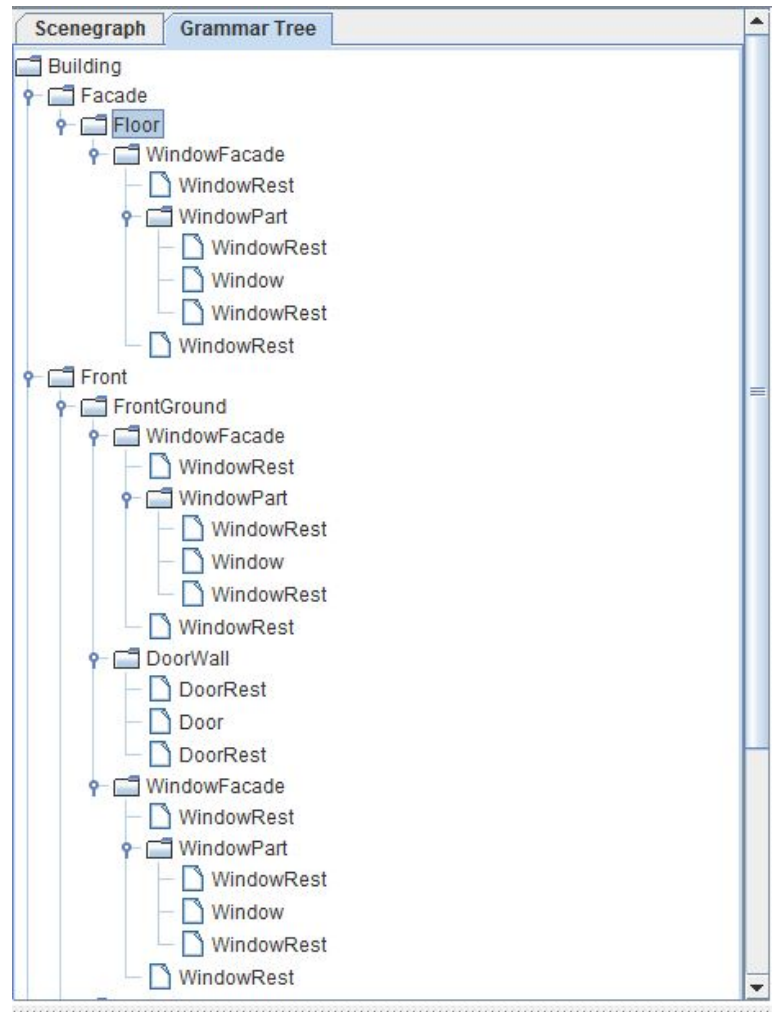 Scenegraph Grammar Tree
Building
Facade
Floor
WindowFacade
WindowRest
WindowPart
WindowRest
Window
WindowRest
WindowRest
Front
FrontGround
WindowFacade
WindowRest
WindowPart
WindowRest
Window
WindowRest
WindowRest
DoorWall
DoorRest
Door
DoorRest
WindowFacade
WindowRest
WindowPart
WindowRest
Window
WindowRest
WindowRest